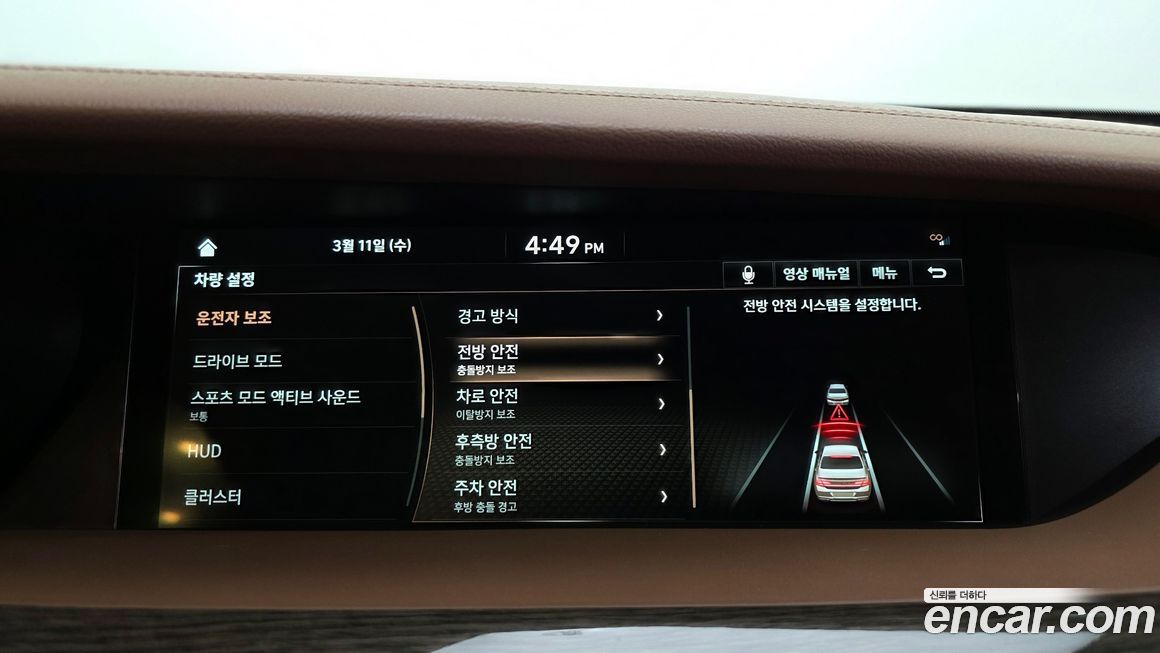 3월 11일 (수)
4:49 PM
차량 설정
영상 매뉴얼
메뉴
운전자 보조
드라이브 모드
스포츠 모드 액티브 사운드
보통
HUD
클러스터
경고 방식
전방 안전
충돌방지 보조
차로 안전
이탈방지 보조
후측방 안전
충돌방지 보조
주차 안전
후방 충돌 경고
전방 안전 시스템을 설정합니다.
신뢰를 더하다
encar.com